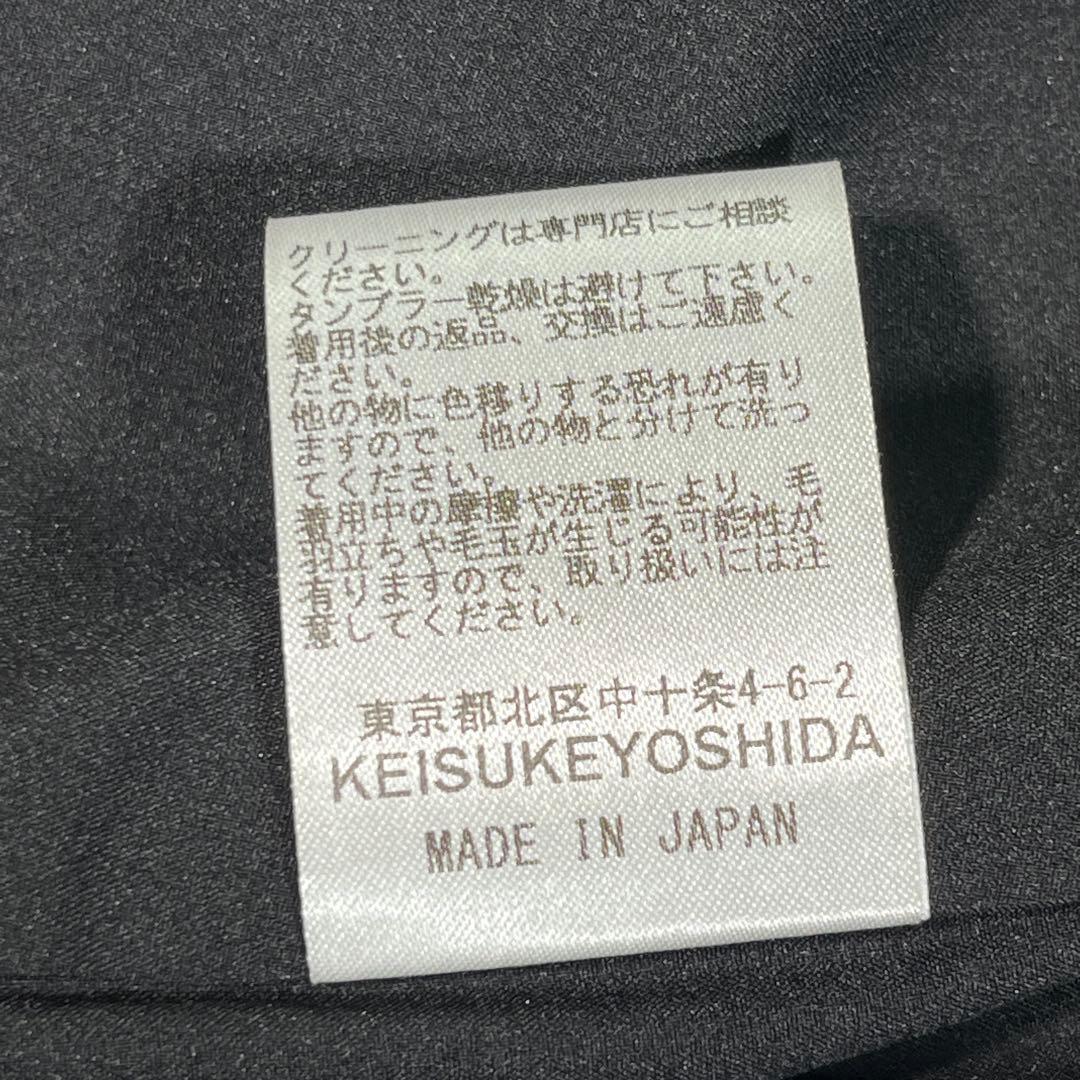 クリーニングは専門店にご相談
ください。
タンブラー乾燥は避けて下さい。
着用後の返品、交換はご遠慮く
ださい。
他の物に色移りする恐れが有り
ますので、他の物と分けて洗っ
てください。
着用中の摩擦や洗濯により、毛
羽立ちや毛玉が生じる可能性が
有りますので、取り扱いには注
意してください。
東京都北区中十条4-6-2
KEISUKEYOSHIDA
MADE IN JAPAN